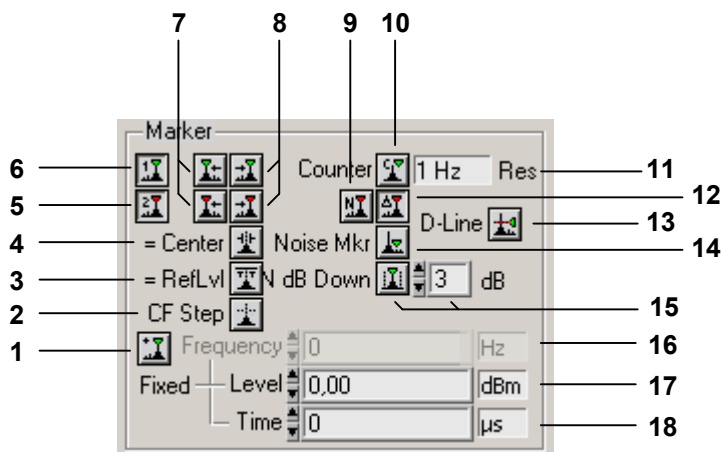 7 8 9 10
Marker
6 1 Counter C 1 Hz Res 11
5 2 N Δ 12
D-Line 13
4 = Center Noise Mkr 14
3 = RefLvl N dB Down 3 dB 15
2 CF Step
1 Frequency 0 Hz 16
Fixed Level 0,00 dBm 17
Time 0 µs 18